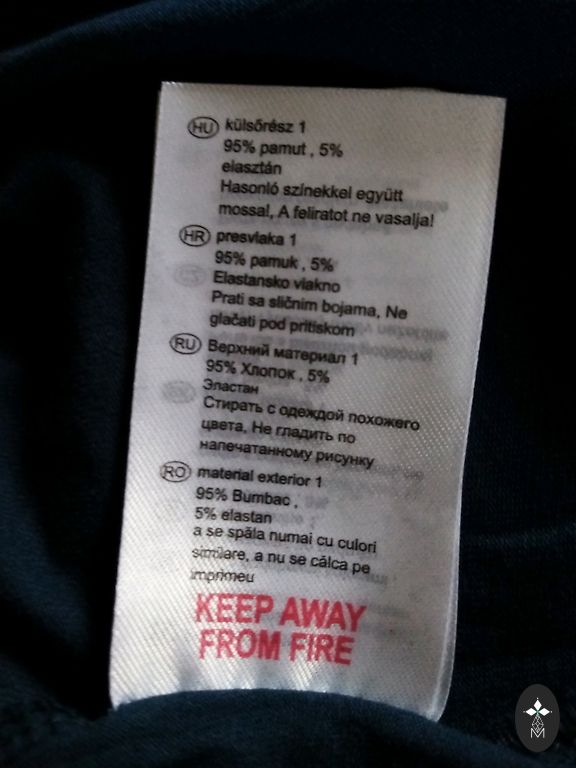 HU külsőrész 1
95% pamut , 5%
elasztán
Hasonló színekkel együtt
mossal, A feliratot ne vasalja!
HR presvlaka 1
95% pamuk , 5%
Elastansko vlakno
Prati sa sličnim bojama, Ne
glačati pod pritiskom
RU Верхний материал 1
95% Хлопок , 5%
Эластан
Стирать с одеждой похожего
цвета, Не гладить по
напечатанному рисунку
RO material exterior 1
95% Bumbac ,
5% elastan
a se spăla numai cu culori
similare, a nu se călca pe
imprimeu
KEEP AWAY
FROM FIRE
M